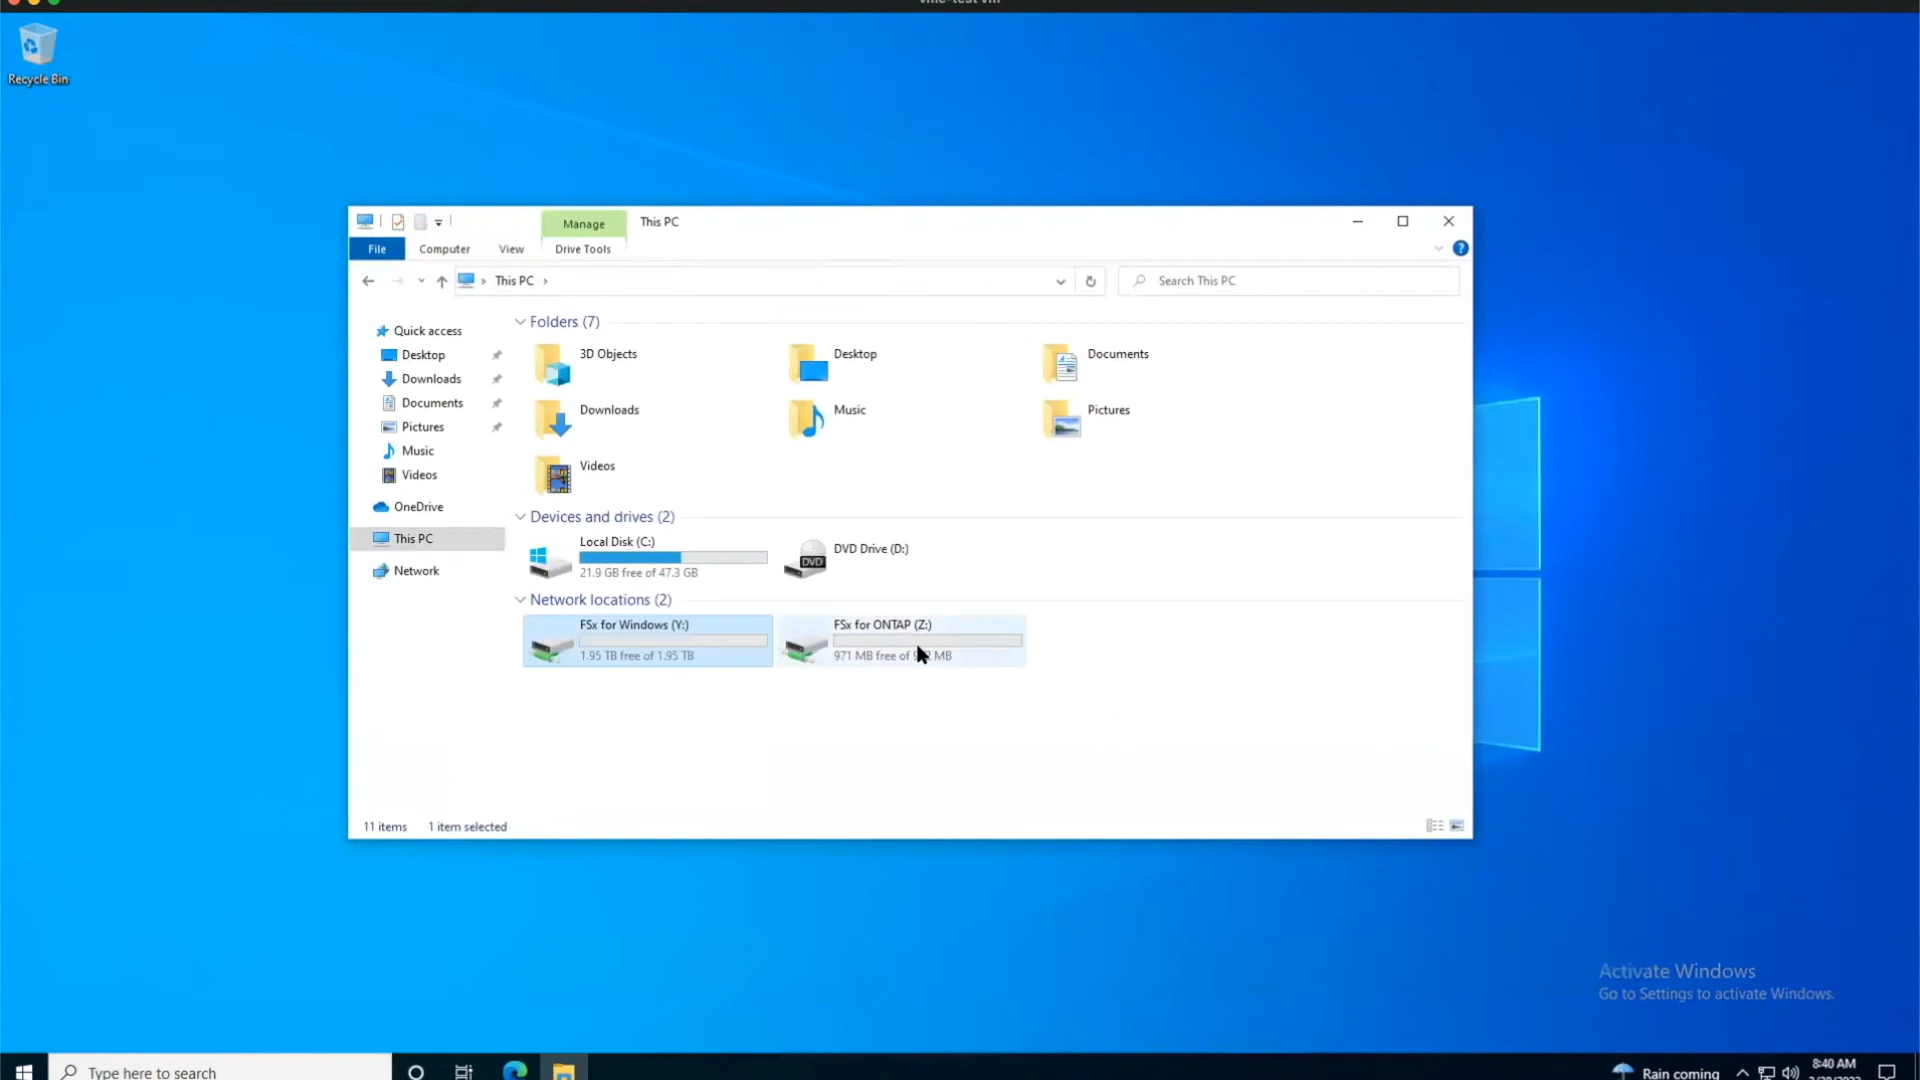 Recycle Bin
Manage
This PC
File
Computer
View
Drive Tools
This PC
Search This PC
Quick access
Desktop
Downloads
Documents
Pictures
Music
Videos
OneDrive
This PC
Network
Folders (7)
3D Objects
Desktop
Documents
Downloads
Music
Pictures
Videos
Devices and drives (2)
Local Disk (C:)
21.9 GB free of 47.3 GB
DVD
DVD Drive (D:)
Network locations (2)
FSx for Windows (Y:)
1.95 TB free of 1.95 TB
FSx for ONTAP (Z:)
971 MB free of MB
11 items
1 item selected
Activate Windows
Go to Settings to activate Windows.
Type here to search
Rain coming
8:40 AM